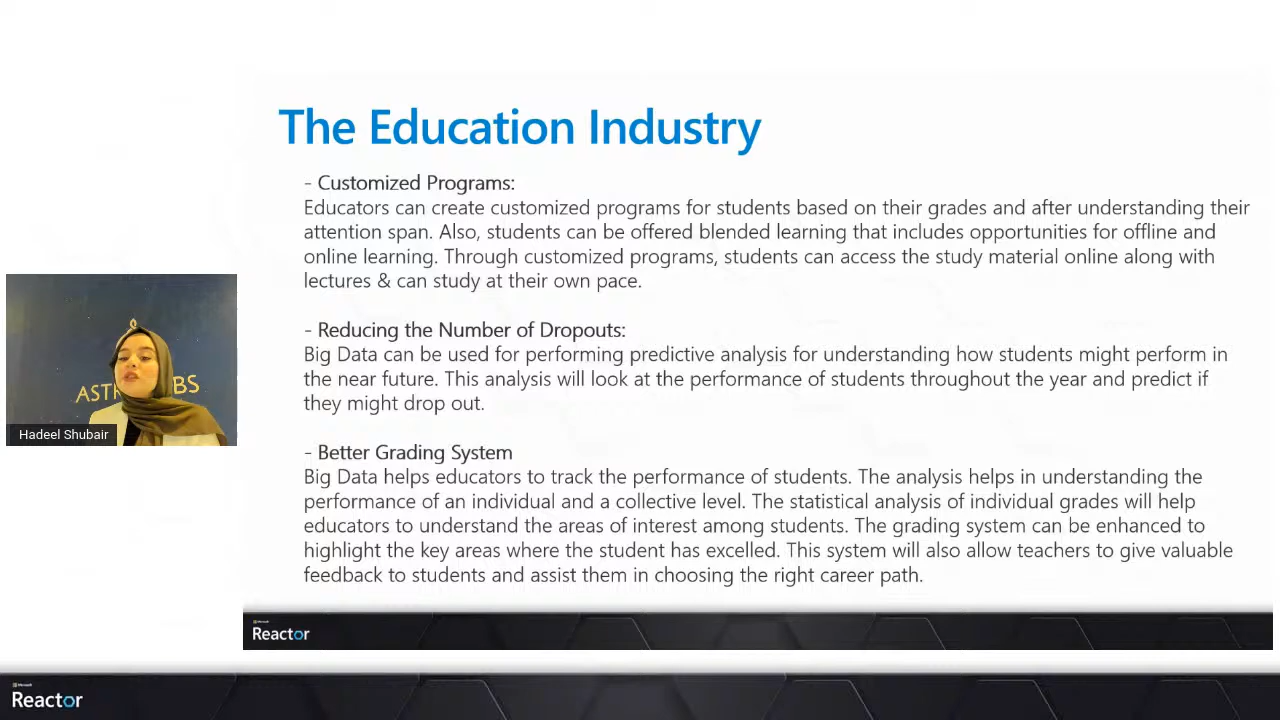 The Education Industry
- Customized Programs:
Educators can create customized programs for students based on their grades and after understanding their
attention span. Also, students can be offered blended learning that includes opportunities for offline and
online learning. Through customized programs, students can access the study material online along with
lectures & can study at their own pace.
- Reducing the Number of Dropouts:
Big Data can be used for performing predictive analysis for understanding how students might perform in
the near future. This analysis will look at the performance of students throughout the year and predict if
they might drop out.
- Better Grading System
Big Data helps educators to track the performance of students. The analysis helps in understanding the
performance of an individual and a collective level. The statistical analysis of individual grades will help
educators to understand the areas of interest among students. The grading system can be enhanced to
highlight the key areas where the student has excelled. This system will also allow teachers to give valuable
feedback to students and assist them in choosing the right career path.
Hadeel Shubair
Microsoft
Reactor
Microsoft
Reactor